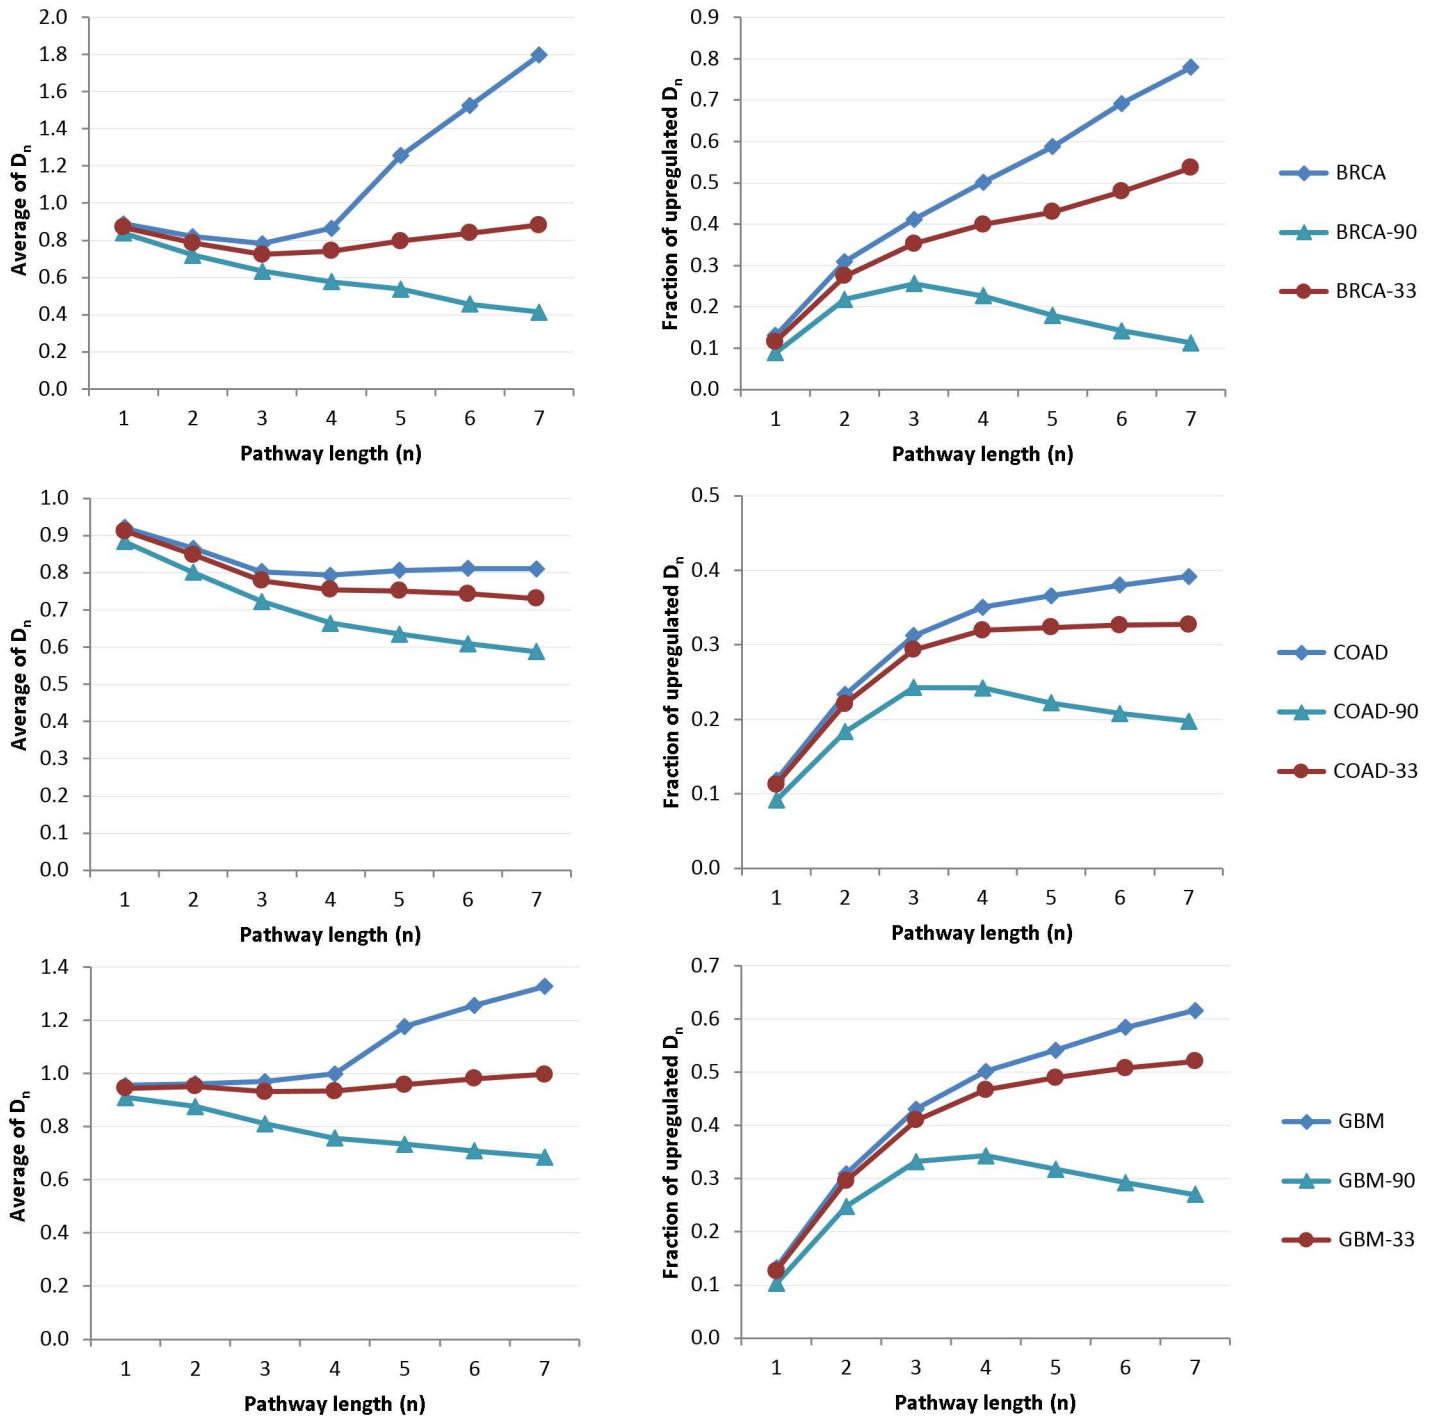 2.0
1.8
1.6
1.4
1.2
1.0
0.8
0.6
0.4
0.2
0.0
Average of Dn
1 2 3 4 5 6 7
Pathway length (n)
0.9
0.8
0.7
0.6
0.5
0.4
0.3
0.2
0.1
0.0
Fraction of upregulated Dn
1 2 3 4 5 6 7
Pathway length (n)
BRCA
BRCA-90
BRCA-33
1.0
0.9
0.8
0.7
0.6
0.5
0.4
0.3
0.2
0.1
0.0
Average of Dn
1 2 3 4 5 6 7
Pathway length (n)
0.5
0.4
0.3
0.2
0.1
0.0
Fraction of upregulated Dn
1 2 3 4 5 6 7
Pathway length (n)
COAD
COAD-90
COAD-33
1.4
1.2
1.0
0.8
0.6
0.4
0.2
0.0
Average of Dn
1 2 3 4 5 6 7
Pathway length (n)
0.7
0.6
0.5
0.4
0.3
0.2
0.1
0.0
Fraction of upregulated Dn
1 2 3 4 5 6 7
Pathway length (n)
GBM
GBM-90
GBM-33